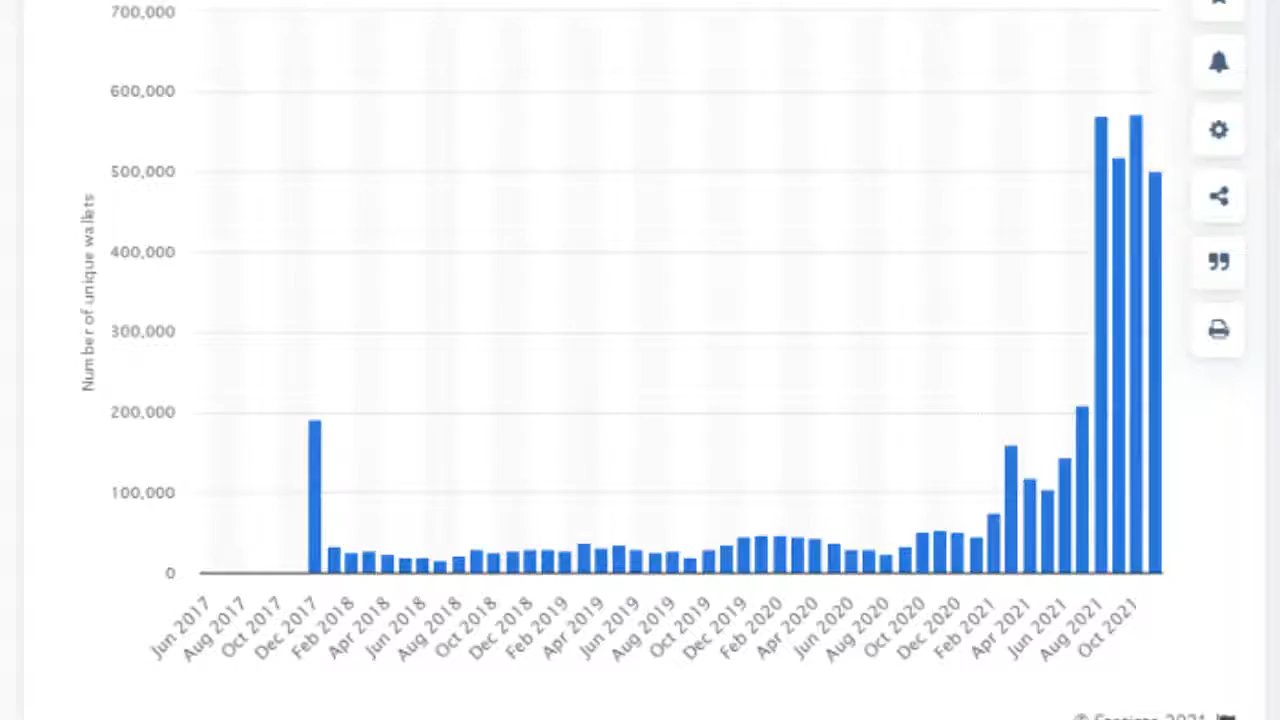 700,000
600,000
500,000
400,000
300,000
200,000
100,000
0
Number of unique wallets
Jun 2017
Aug 2017
Oct 2017
Dec 2017
Feb 2018
Apr 2018
Jun 2018
Aug 2018
Oct 2018
Dec 2018
Feb 2019
Apr 2019
Jun 2019
Aug 2019
Oct 2019
Dec 2019
Feb 2020
Apr 2020
Jun 2020
Aug 2020
Oct 2020
Dec 2020
Feb 2021
Apr 2021
Jun 2021
Aug 2021
Oct 2021
© Statista 2021